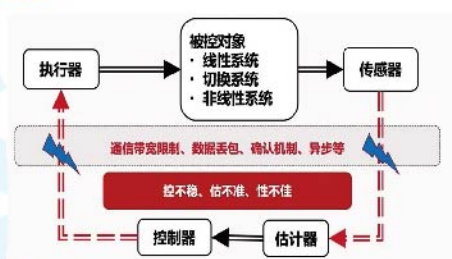 被控对象
· 线性系统
· 切换系统
· 非线性系统
执行器
传感器
通信带宽限制、数据丢包、确认机制、异步等
控不稳、估不准、性不佳
控制器
估计器